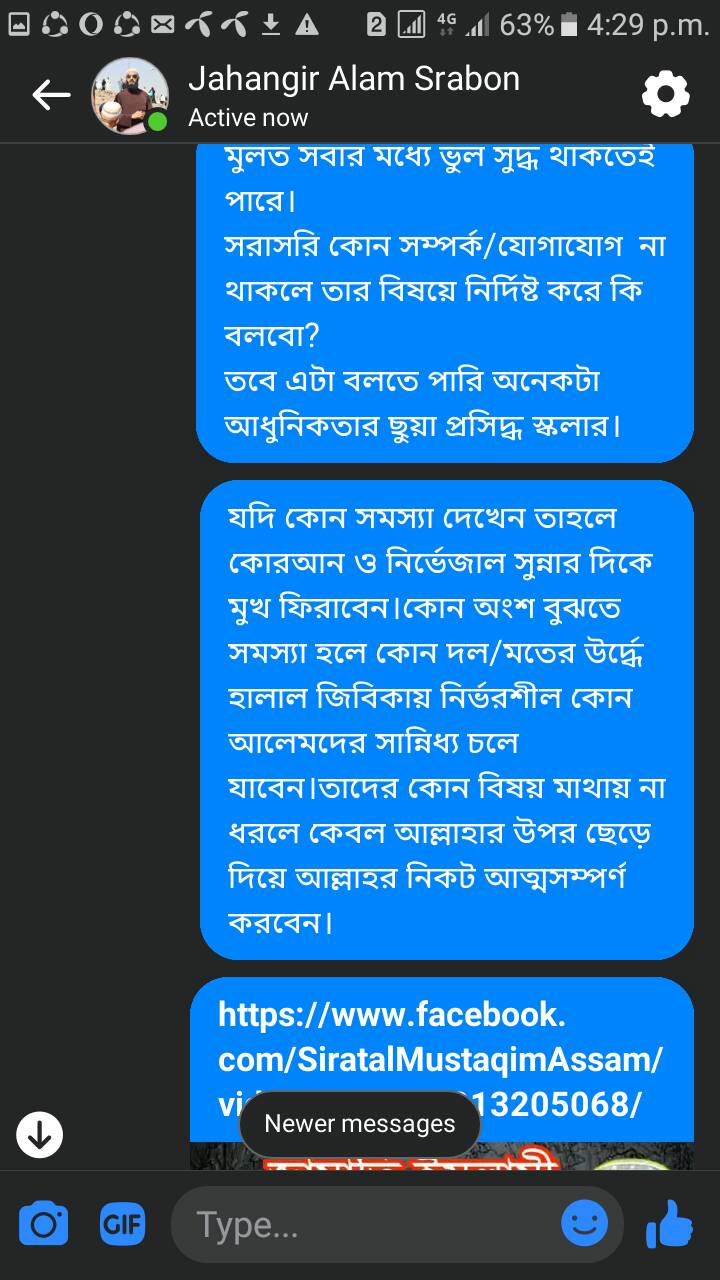 2 4G 63% 4:29 p.m.
Jahangir Alam Srabon
Active now
মুলত সবার মধ্যে ভুল সুদ্ধ থাকতেই
পারে।
সরাসরি কোন সম্পর্ক/যোগাযোগ না
থাকলে তার বিষয়ে নির্দিষ্ট করে কি
বলবো?
তবে এটা বলতে পারি অনেকটা
আধুনিকতার ছুয়া প্রসিদ্ধ স্কলার।
যদি কোন সমস্যা দেখেন তাহলে
কোরআন ও নির্ভেজাল সুন্নার দিকে
মুখ ফিরাবেন।কোন অংশ বুঝতে
সমস্যা হলে কোন দল/মতের উর্দ্ধে
হালাল জিবিকায় নির্ভরশীল কোন
আলেমদের সান্নিধ্য চলে
যাবেন।তাদের কোন বিষয় মাথায় না
ধরলে কেবল আল্লাহার উপর ছেড়ে
দিয়ে আল্লাহর নিকট আত্মসম্পর্ণ
করবেন।
https://www.facebook.
com/SiratalMustaqimAssam/
13205068/
Newer messages
GIF
Type...